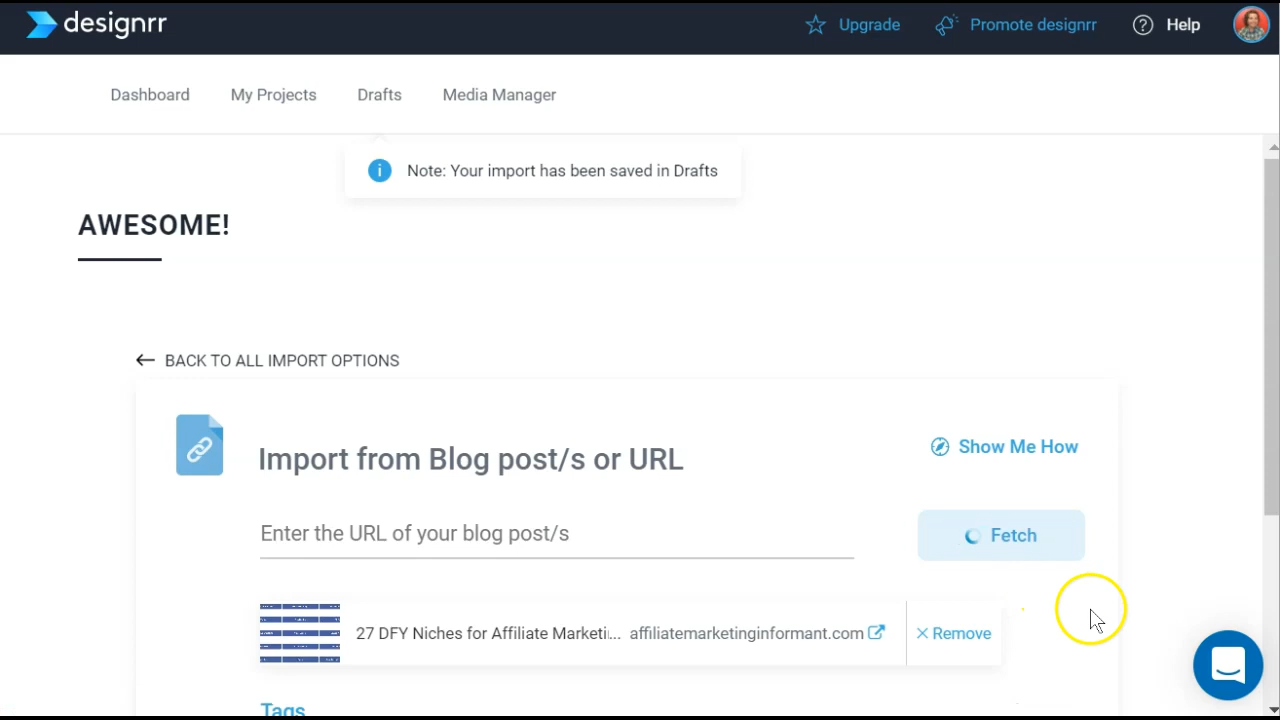 designrr
Upgrade
Promote designrr
Help
Dashboard
My Projects
Drafts
Media Manager
Note: Your import has been saved in Drafts
AWESOME!
BACK TO ALL IMPORT OPTIONS
Import from Blog post/s or URL
Show Me How
Enter the URL of your blog post/s
Fetch
27 DFY Niches for Affiliate Marketi... affiliatemarketinginformant.com
Remove
Tags